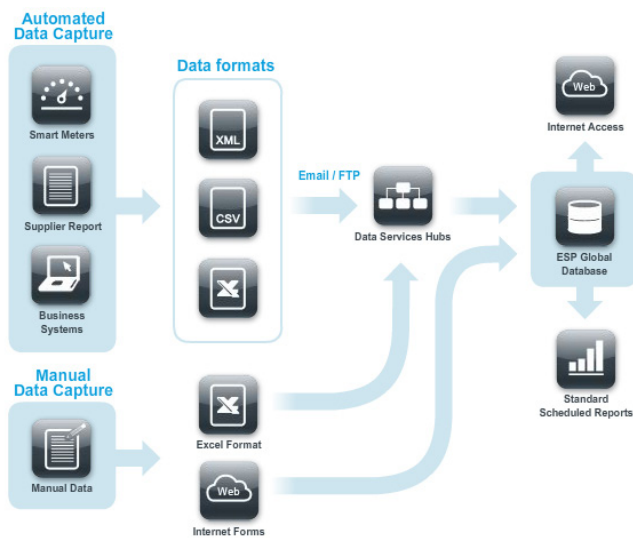 Automated
Data Capture
Smart Meters
Supplier Report
Business
Systems
Data formats
XML
CSV
X
Email / FTP
Data Services Hubs
Web
Internet Access
ESP Global
Database
Standard
Scheduled Reports
Manual
Data Capture
Manual Data
X
Excel Format
Web
Internet Forms